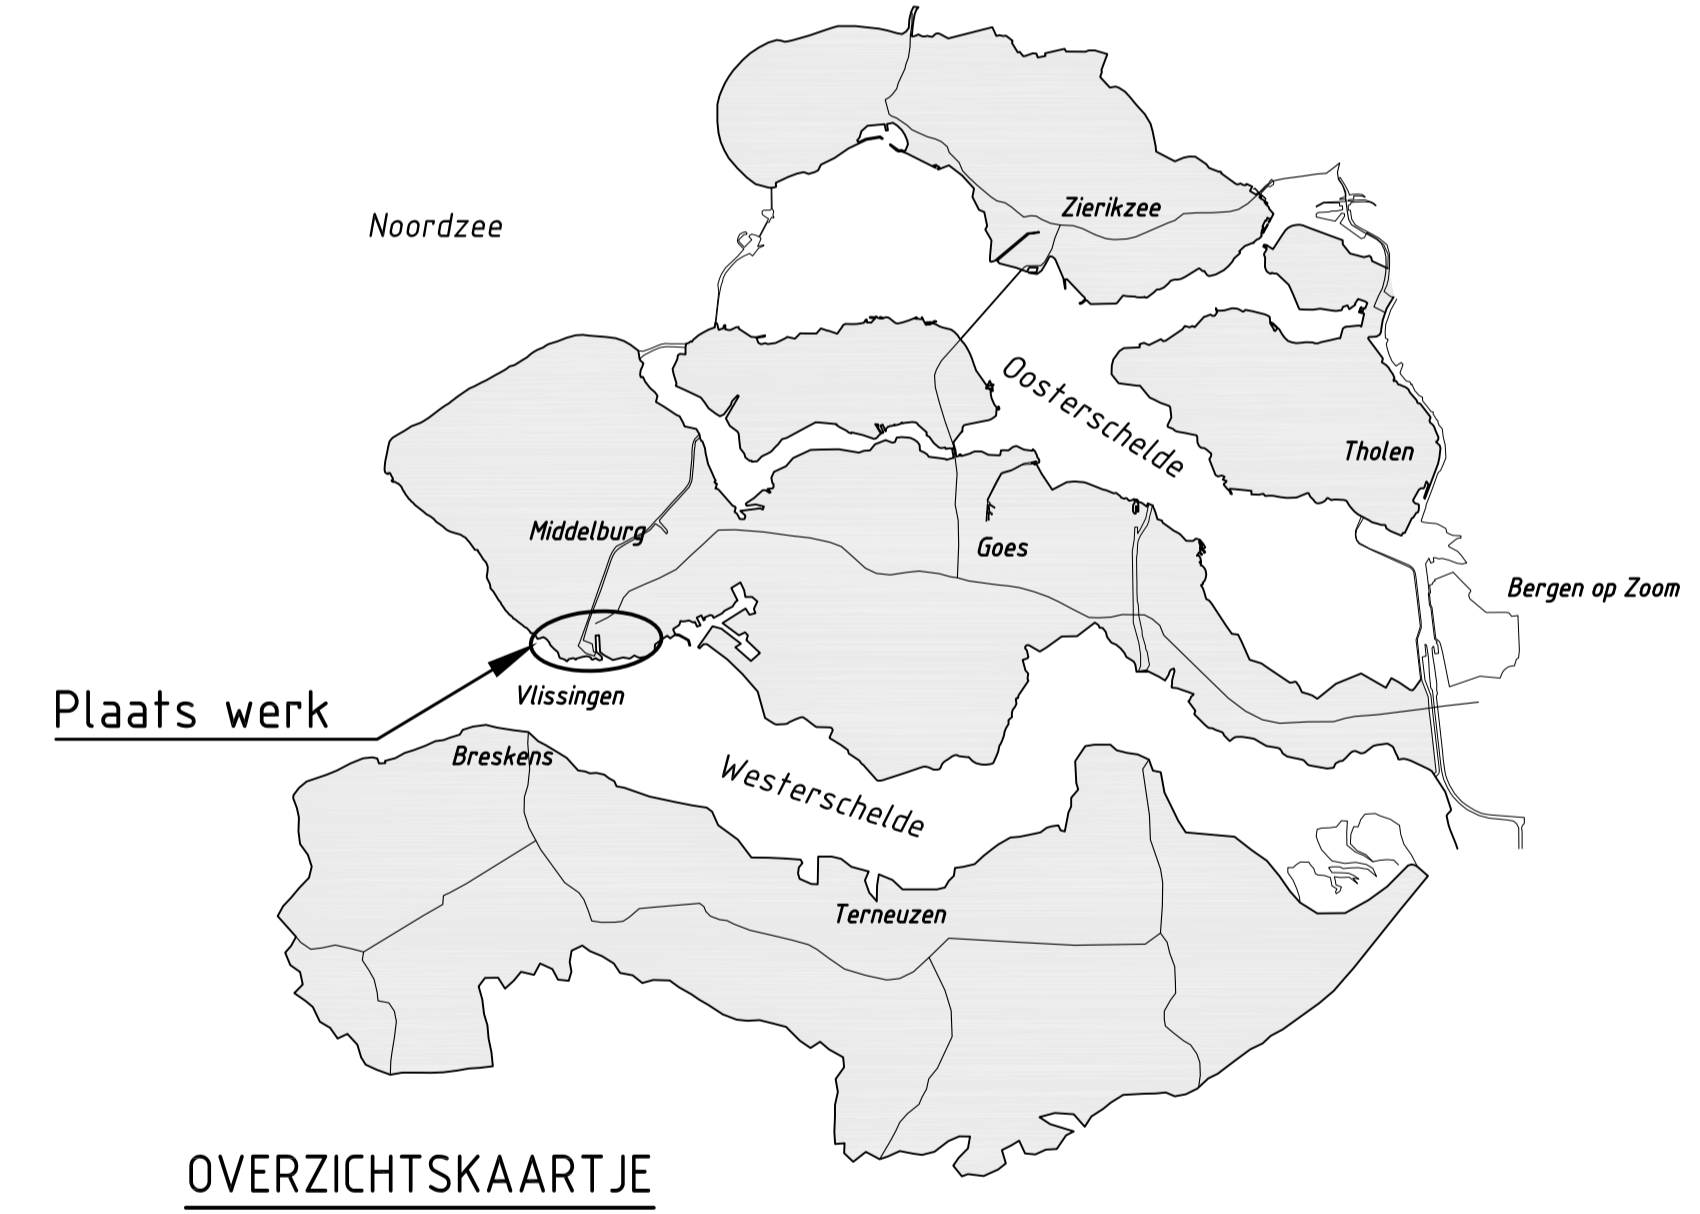 Zierikzee
Noordzee
Oosterschelde
Tholen
Middelburg
Goes
Bergen op Zoom
Plaats werk
Vlissingen
Breskens
Westerschelde
Terneuzen
OVERZICHTSKAARTJE